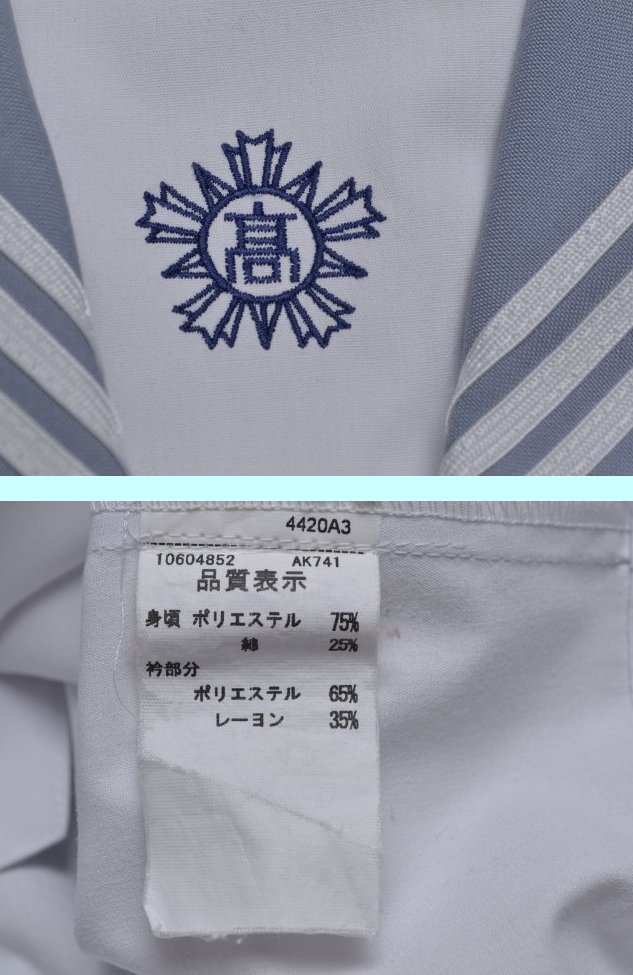 髙
4420A3
10604852 AK741
品質表示
身頃 ポリエステル 75%
綿 25%
衿部分
ポリエステル 65%
レーヨン 35%